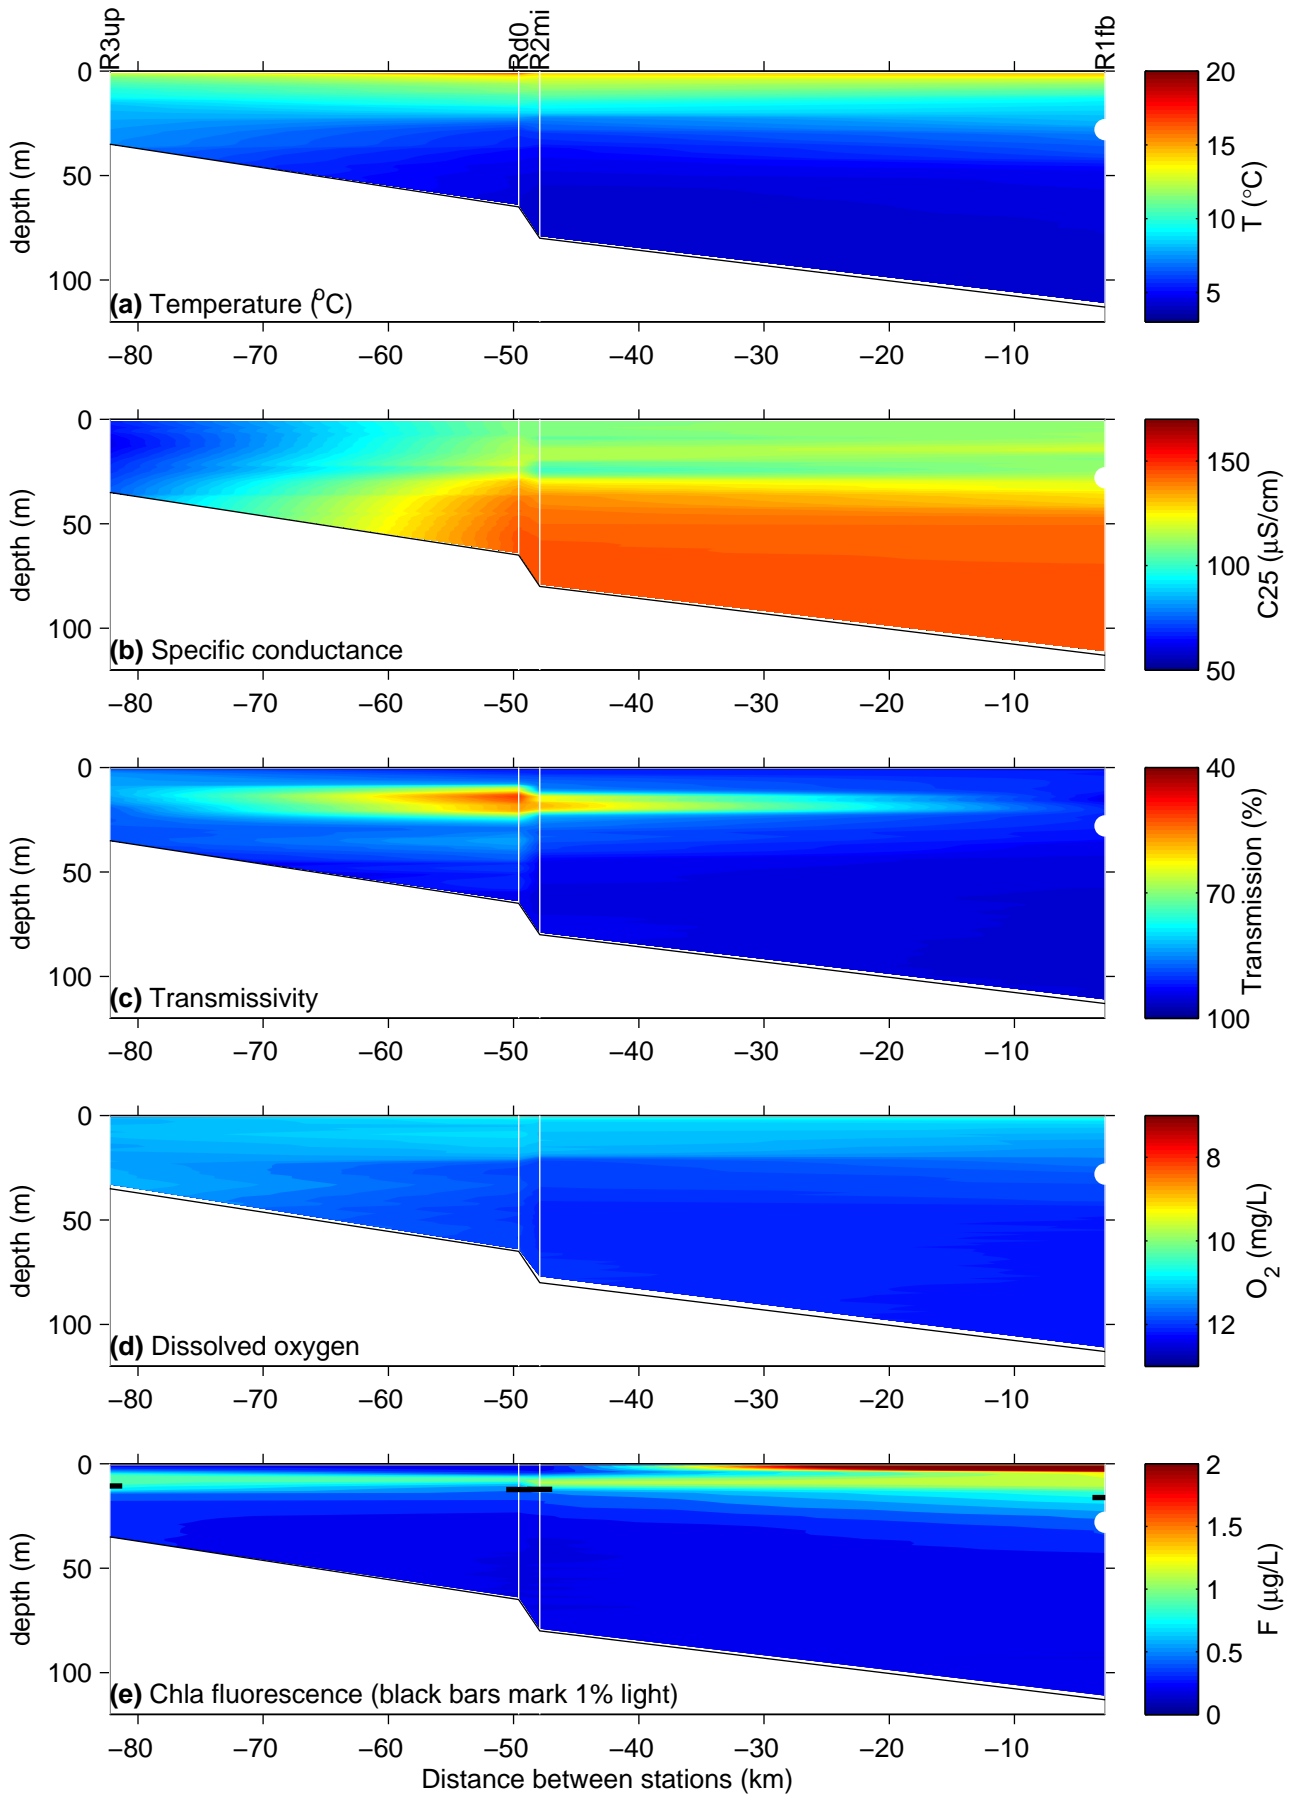 R3up Rd0 R2mi R1fb
0
50
100
depth (m)
(a) Temperature (ºC)
−80 −70 −60 −50 −40 −30 −20 −10
20
15
10
5
T (°C)
0
50
100
depth (m)
(b) Specific conductance
−80 −70 −60 −50 −40 −30 −20 −10
150
100
50
C25 (µS/cm)
0
50
100
depth (m)
(c) Transmissivity
−80 −70 −60 −50 −40 −30 −20 −10
40
70
100
Transmission (%)
0
50
100
depth (m)
(d) Dissolved oxygen
−80 −70 −60 −50 −40 −30 −20 −10
8
10
12
O2 (mg/L)
0
50
100
depth (m)
(e) Chla fluorescence (black bars mark 1% light)
−80 −70 −60 −50 −40 −30 −20 −10
Distance between stations (km)
2
1.5
1
0.5
0
F (µg/L)